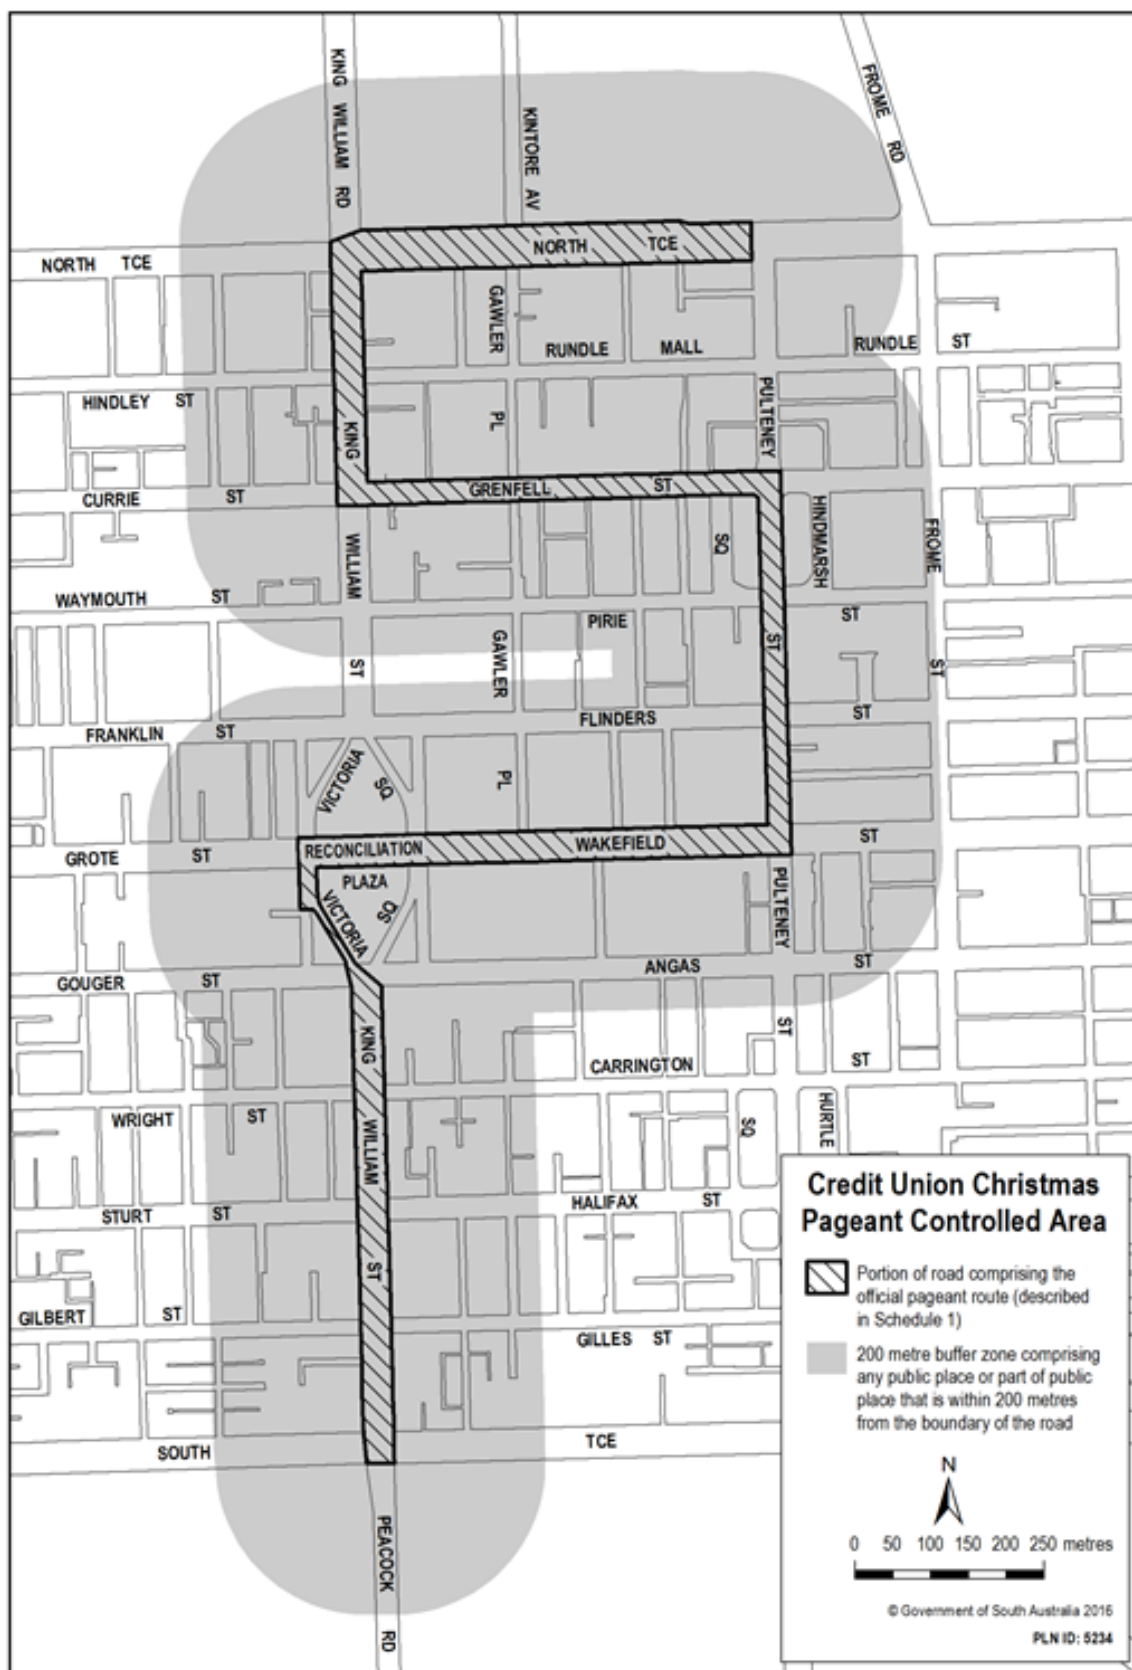 KING WILLIAM RD
KINTORE AV
FROME RD
NORTH TCE
NORTH TCE
GAWLER
RUNDLE MALL
RUNDLE ST
HINDLEY ST
KING
PL
PULTENEY
CURRIE ST
GRENFELL ST
WILLIAM
SQ
HINDMARSH
FROME
WAYMOUTH ST
PIRIE
ST
ST
GAWLER
ST
ST
FRANKLIN ST
FLINDERS
ST
VICTORIA
SQ
PL
GROTE ST
RECONCILIATION
WAKEFIELD
ST
PLAZA
VICTORIA
SQ
PULTENEY
GOUGER ST
ANGAS
ST
KING
ST
CARRINGTON
ST
WRIGHT ST
WILLIAM
SQ
HURTLE
STURT ST
HALIFAX ST
ST
GILBERT ST
GILLES ST
SOUTH
TCE
PEACOCK RD
Credit Union Christmas
Pageant Controlled Area
Portion of road comprising the
official pageant route (described
in Schedule 1)
200 metre buffer zone comprising
any public place or part of public
place that is within 200 metres
from the boundary of the road
N
0 50 100 150 200 250 metres
© Government of South Australia 2016
PLN ID: 5234